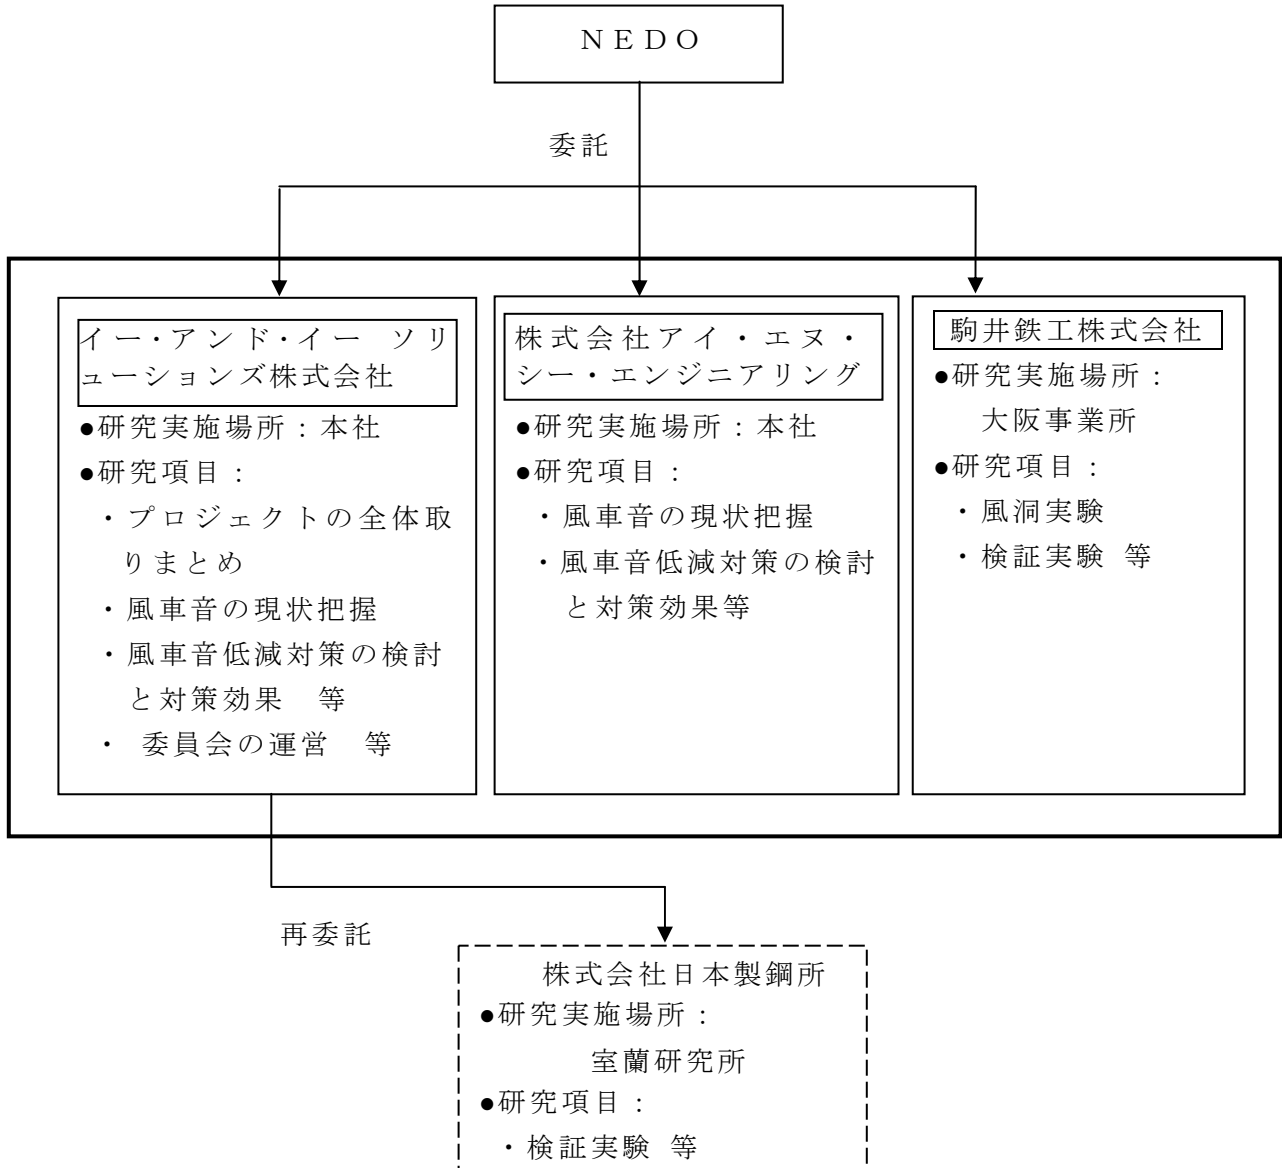 NEDO
委託
イー・アンド・イー ソリ
ューションズ株式会社
●研究実施場所：本社
●研究項目：
・プロジェクトの全体取
りまとめ
・風車音の現状把握
・風車音低減対策の検討
と対策効果 等
・ 委員会の運営 等
株式会社アイ・エヌ・
シー・エンジニアリング
●研究実施場所：本社
●研究項目：
・風車音の現状把握
・風車音低減対策の検討
と対策効果等
駒井鉄工株式会社
●研究実施場所：
大阪事業所
●研究項目：
・風洞実験
・検証実験 等
再委託
株式会社日本製鋼所
●研究実施場所：
室蘭研究所
●研究項目：
・検証実験 等